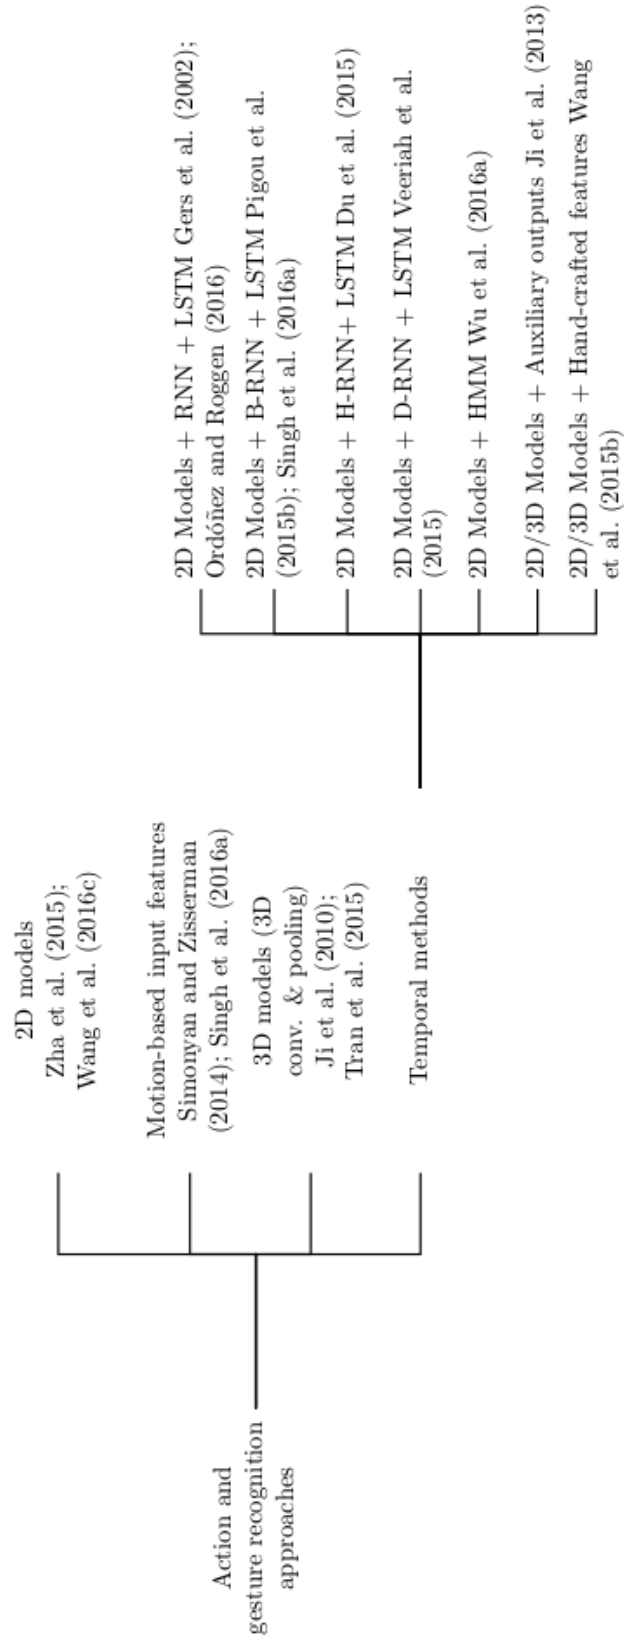 Action and
gesture recognition
approaches
2D models
Zha et al. (2015);
Wang et al. (2016c)
Motion-based input features
Simonyan and Zisserman
(2014); Singh et al. (2016a)
3D models (3D
conv. & pooling)
Ji et al. (2010);
Tran et al. (2015)
Temporal methods
2D Models + RNN + LSTM Gers et al. (2002);
Ordóñez and Roggen (2016)
2D Models + B-RNN + LSTM Pigou et al.
(2015b); Singh et al. (2016a)
2D Models + H-RNN+ LSTM Du et al. (2015)
2D Models + D-RNN + LSTM Veeriah et al.
(2015)
2D Models + HMM Wu et al. (2016a)
2D/3D Models + Auxiliary outputs Ji et al. (2013)
2D/3D Models + Hand-crafted features Wang
et al. (2015b)